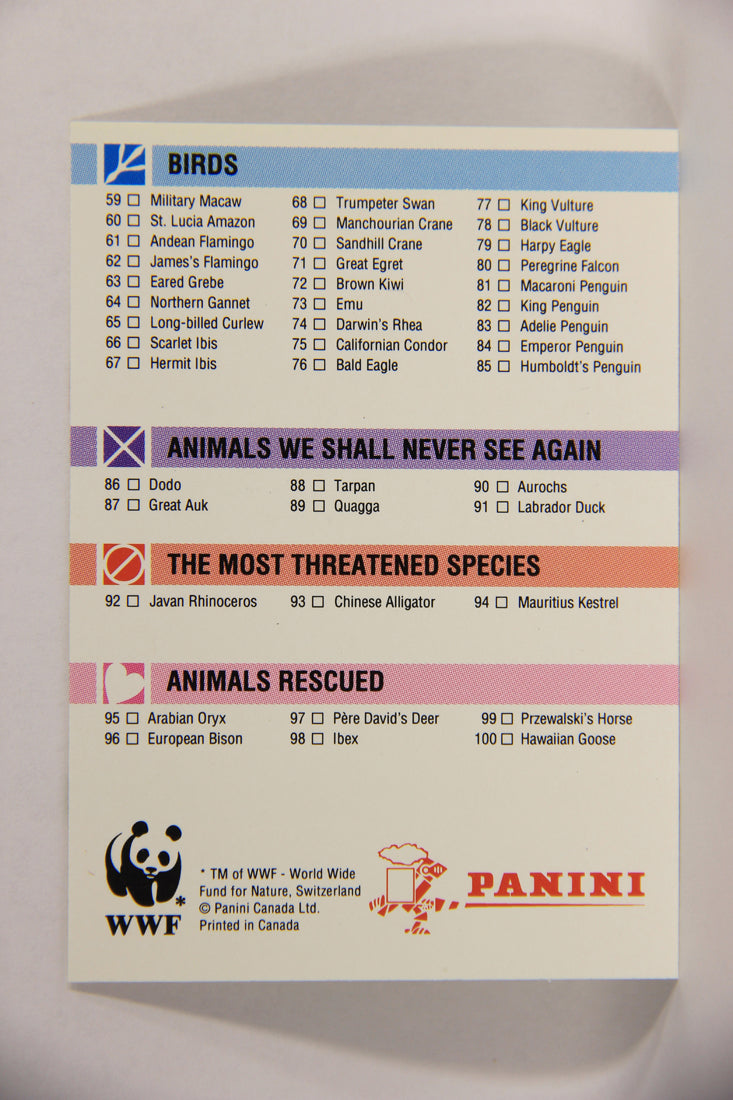 BIRDS
59 □ Military Macaw
60 □ St. Lucia Amazon
61 □ Andean Flamingo
62 □ James's Flamingo
63 □ Eared Grebe
64 □ Northern Gannet
65 □ Long-billed Curlew
66 □ Scarlet Ibis
67 □ Hermit Ibis
68 □ Trumpeter Swan
69 □ Manchourian Crane
70 □ Sandhill Crane
71 □ Great Egret
72 □ Brown Kiwi
73 □ Emu
74 □ Darwin's Rhea
75 □ Californian Condor
76 □ Bald Eagle
77 □ King Vulture
78 □ Black Vulture
79 □ Harpy Eagle
80 □ Peregrine Falcon
81 □ Macaroni Penguin
82 □ King Penguin
83 □ Adelie Penguin
84 □ Emperor Penguin
85 □ Humboldt's Penguin
ANIMALS WE SHALL NEVER SEE AGAIN
86 □ Dodo
87 □ Great Auk
88 □ Tarpan
89 □ Quagga
90 □ Aurochs
91 □ Labrador Duck
THE MOST THREATENED SPECIES
92 □ Javan Rhinoceros
93 □ Chinese Alligator
94 □ Mauritius Kestrel
ANIMALS RESCUED
95 □ Arabian Oryx
96 □ European Bison
97 □ Père David's Deer
98 □ Ibex
99 □ Przewalski's Horse
100 □ Hawaiian Goose
WWF*
* TM of WWF - World Wide
Fund for Nature, Switzerland
© Panini Canada Ltd.
Printed in Canada
PANINI